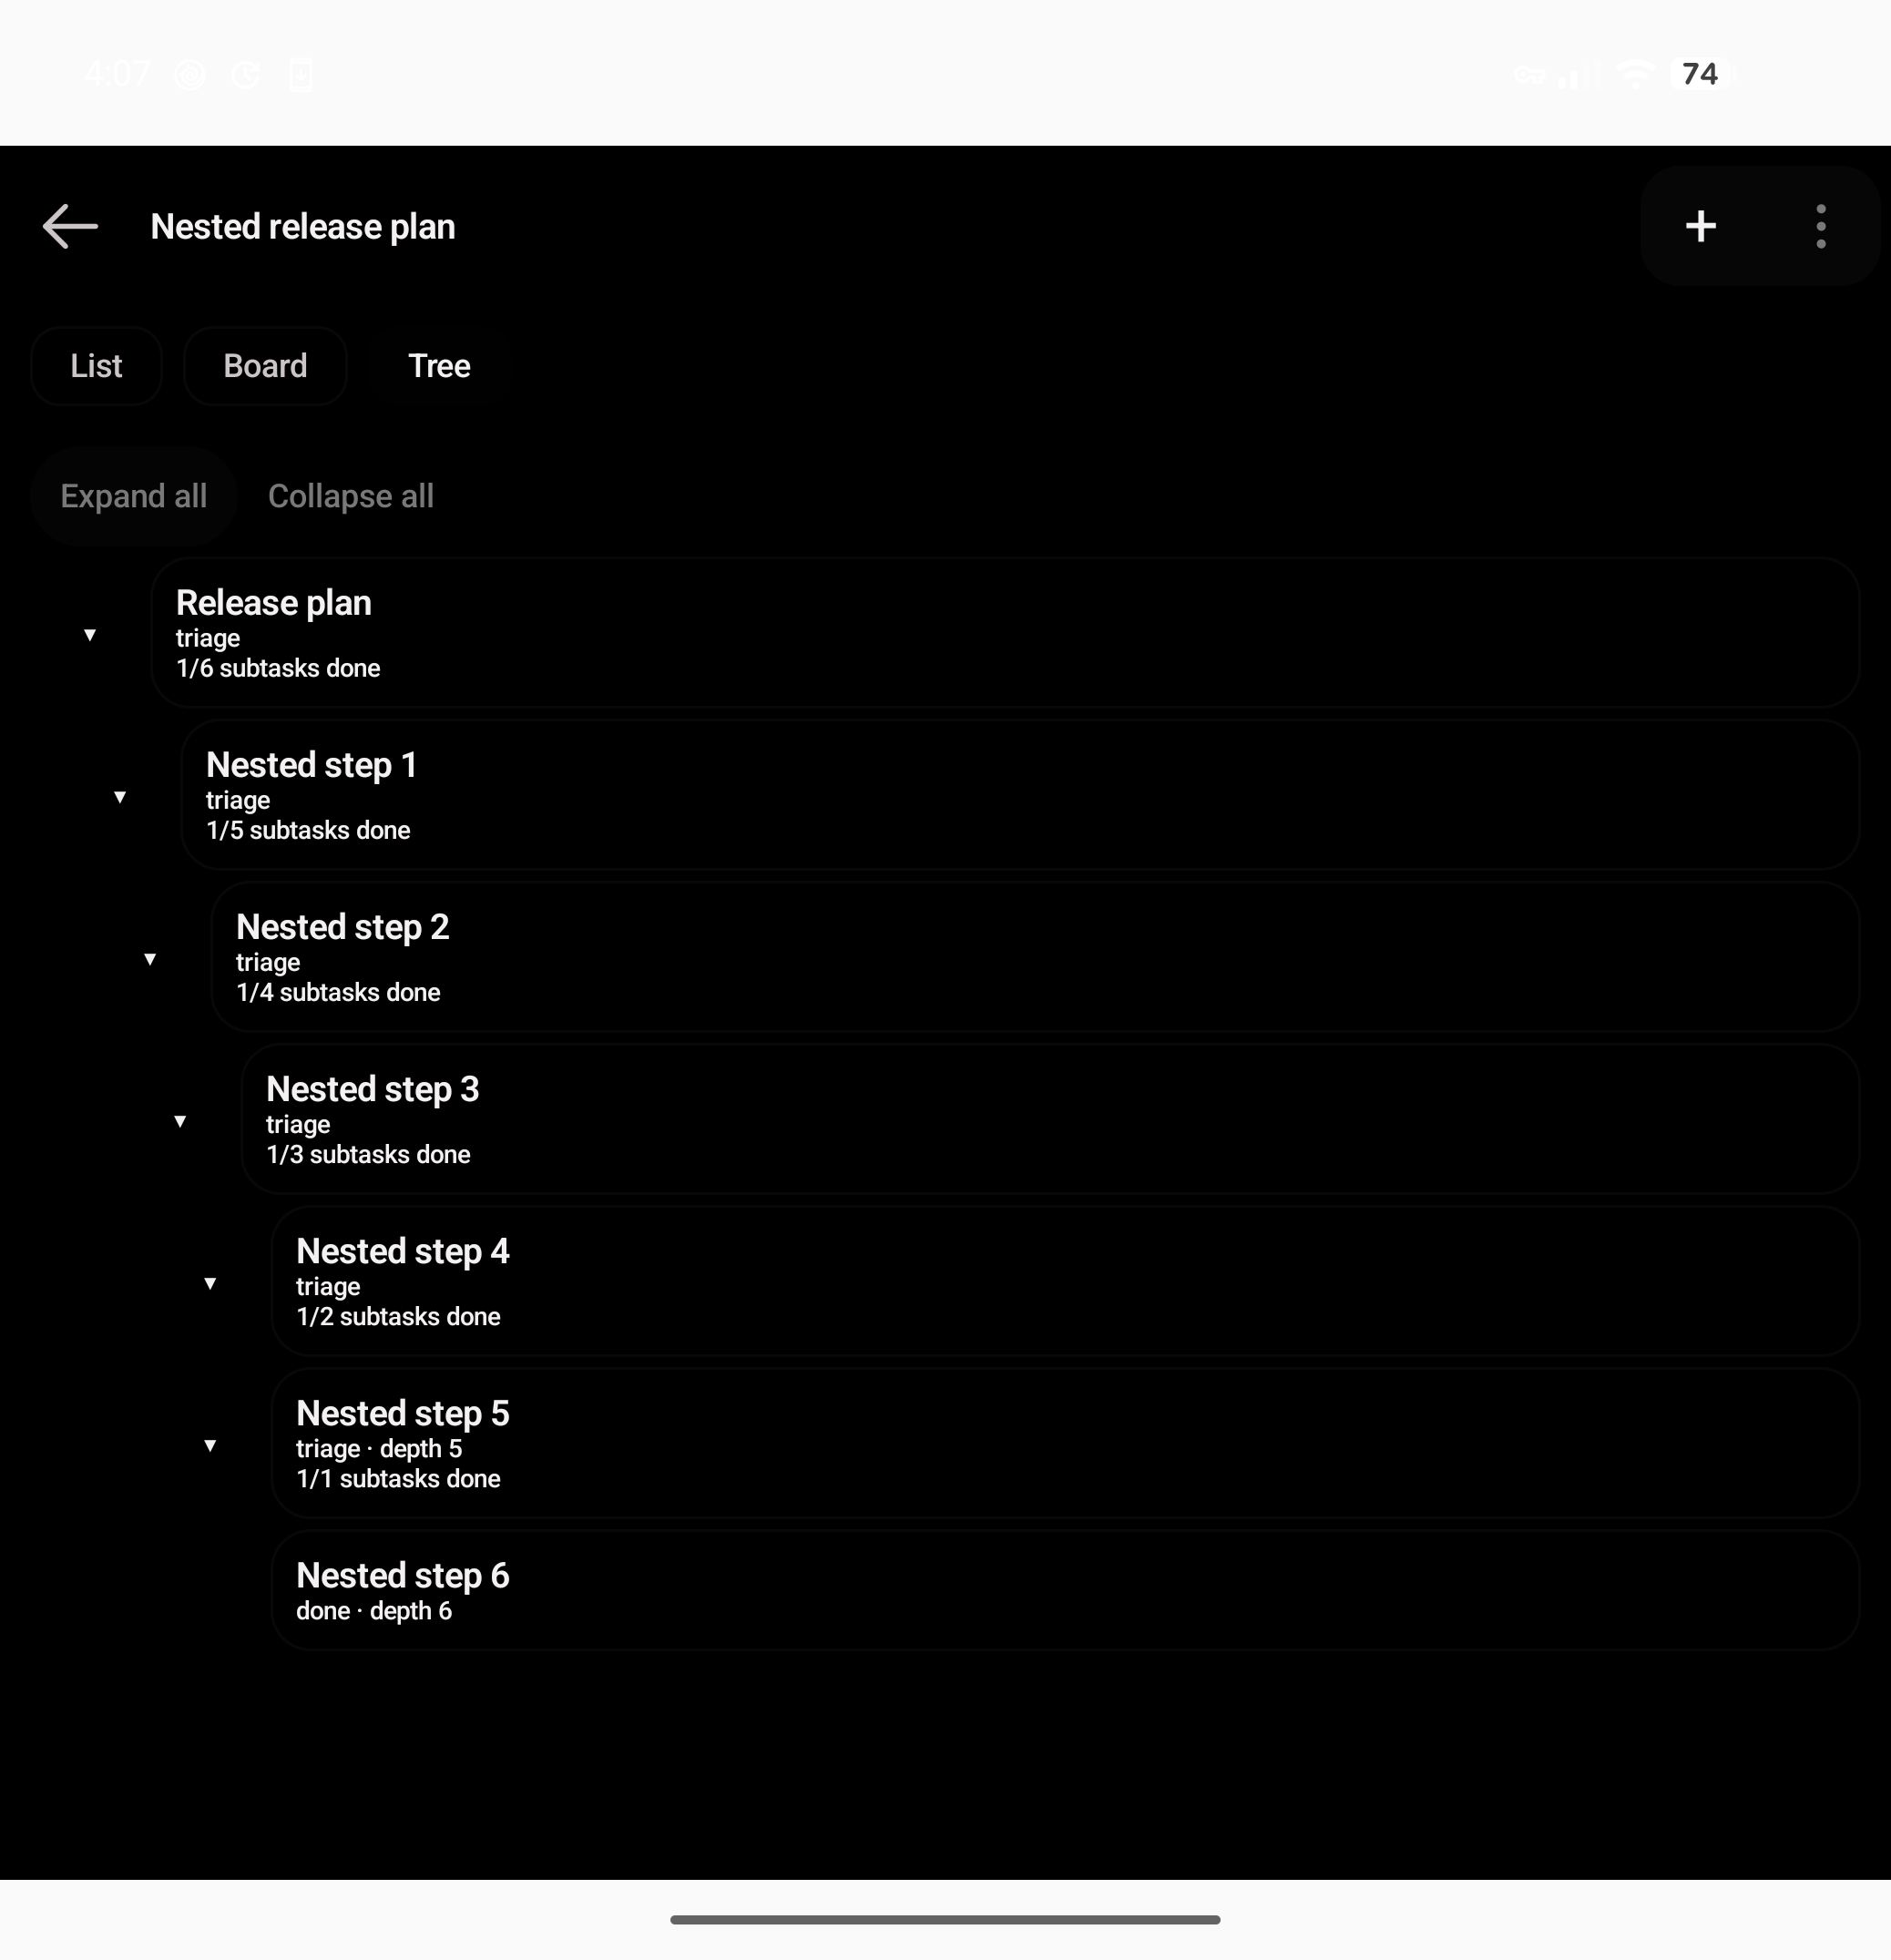 4:07
74
Nested release plan
List Board Tree
Expand all Collapse all
Release plan
triage
1/6 subtasks done
Nested step 1
triage
1/5 subtasks done
Nested step 2
triage
1/4 subtasks done
Nested step 3
triage
1/3 subtasks done
Nested step 4
triage
1/2 subtasks done
Nested step 5
triage · depth 5
1/1 subtasks done
Nested step 6
done · depth 6